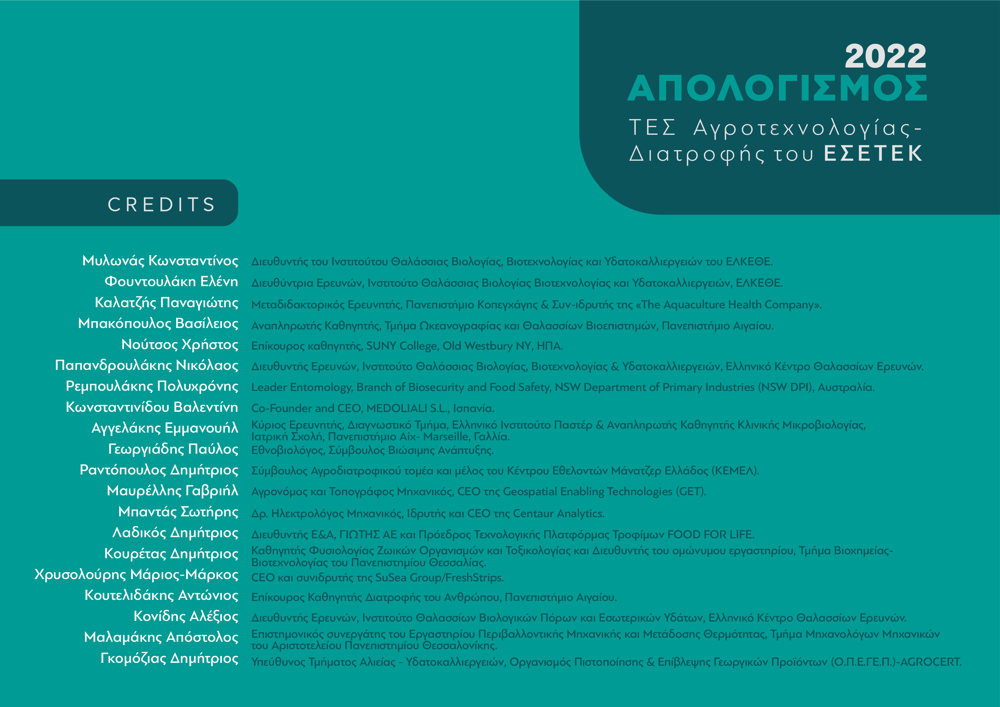 2022
ΑΠΟΛΟΓΙΣΜΟΣ
ΤΕΣ Αγροτεχνολογίας-
Διατροφής του ΕΣΕΤΕΚ
CREDITS
Μυλωνάς Κωνσταντίνος Διευθυντής του Ινστιτούτου Θαλάσσιας Βιολογίας, Βιοτεχνολογίας και Υδατοκαλλιεργειών του ΕΛΚΕΘΕ.
Φουντουλάκη Ελένη Διευθύντρια Ερευνών, Ινστιτούτο Θαλάσσιας Βιολογίας Βιοτεχνολογίας και Υδατοκαλλιεργειών, ΕΛΚΕΘΕ.
Καλατζής Παναγιώτης Μεταδιδακτορικός Ερευνητής, Πανεπιστήμιο Κοπεγχάγης & Συν-ιδρυτής της «The Aquaculture Health Company».
Μπακόπουλος Βασίλειος Αναπληρωτής Καθηγητής, Τμήμα Ωκεανογραφίας και Θαλασσίων Βιοεπιστημών, Πανεπιστήμιο Αιγαίου.
Νούτσος Χρήστος Επίκουρος καθηγητής, SUNY College, Old Westbury NY, ΗΠΑ.
Παπανδρουλάκης Νικόλαος Διευθυντής Ερευνών, Ινστιτούτο Θαλάσσιας Βιολογίας, Βιοτεχνολογίας & Υδατοκαλλιεργειών, Ελληνικό Κέντρο Θαλασσίων Ερευνών.
Ρεμπουλάκης Πολυχρόνης Leader Entomology, Branch of Biosecurity and Food Safety, NSW Department of Primary Industries (NSW DPI), Αυστραλία.
Κωνσταντινίδου Βαλεντίνη Co-Founder and CEO, MEDOLIALI S.L., Ισπανία.
Αγγελάκης Εμμανουήλ Κύριος Ερευνητής, Διαγνωστικό Τμήμα, Ελληνικό Ινστιτούτο Παστέρ & Αναπληρωτής Καθηγητής Κλινικής Μικροβιολογίας,
Ιατρική Σχολή, Πανεπιστήμιο Aix- Marseille, Γαλλία.
Γεωργιάδης Παύλος Εθνοβιολόγος, Σύμβουλος Βιώσιμης Ανάπτυξης.
Ραντόπουλος Δημήτριος Σύμβουλος Αγροδιατροφικού τομέα και μέλος του Κέντρου Εθελοντών Μάνατζερ Ελλάδος (ΚΕΜΕΛ).
Μαυρέλλης Γαβριήλ Αγρονόμος και Τοπογράφος Μηχανικός, CEO της Geospatial Enabling Technologies (GET).
Μπαντάς Σωτήρης Δρ. Ηλεκτρολόγος Μηχανικός, Ιδρυτής και CEO της Centaur Analytics.
Λαδικός Δημήτριος Διευθυντής Ε&Α, ΓΙΩΤΗΣ ΑΕ και Πρόεδρος Τεχνολογικής Πλατφόρμας Τροφίμων FOOD FOR LIFE.
Κουρέτας Δημήτριος Καθηγητής Φυσιολογίας Ζωικών Οργανισμών και Τοξικολογίας και Διευθυντής του ομώνυμου εργαστηρίου, Τμήμα Βιοχημείας-
Βιοτεχνολογίας του Πανεπιστημίου Θεσσαλίας.
Χρυσολούρης Μάριος-Μάρκος CEO και συνιδρυτής της SuSea Group/FreshStrips.
Κουτελιδάκης Αντώνιος Επίκουρος Καθηγητής Διατροφής του Ανθρώπου, Πανεπιστήμιο Αιγαίου.
Κονίδης Αλέξιος Διευθυντής Ερευνών, Ινστιτούτο Θαλασσίων Βιολογικών Πόρων και Εσωτερικών Υδάτων, Ελληνικό Κέντρο Θαλασσίων Ερευνών.
Μαλαμάκης Απόστολος Επιστημονικός συνεργάτης του Εργαστηρίου Περιβαλλοντικής Μηχανικής και Μετάδοσης Θερμότητας, Τμήμα Μηχανολόγων Μηχανικών
του Αριστοτελείου Πανεπιστημίου Θεσσαλονίκης.
Γκομόζιας Δημήτριος Υπεύθυνος Τμήματος Αλιείας - Υδατοκαλλιεργειών, Οργανισμός Πιστοποίησης & Επίβλεψης Γεωργικών Προϊόντων (Ο.Π.Ε.ΓΕ.Π.)-AGROCERT.